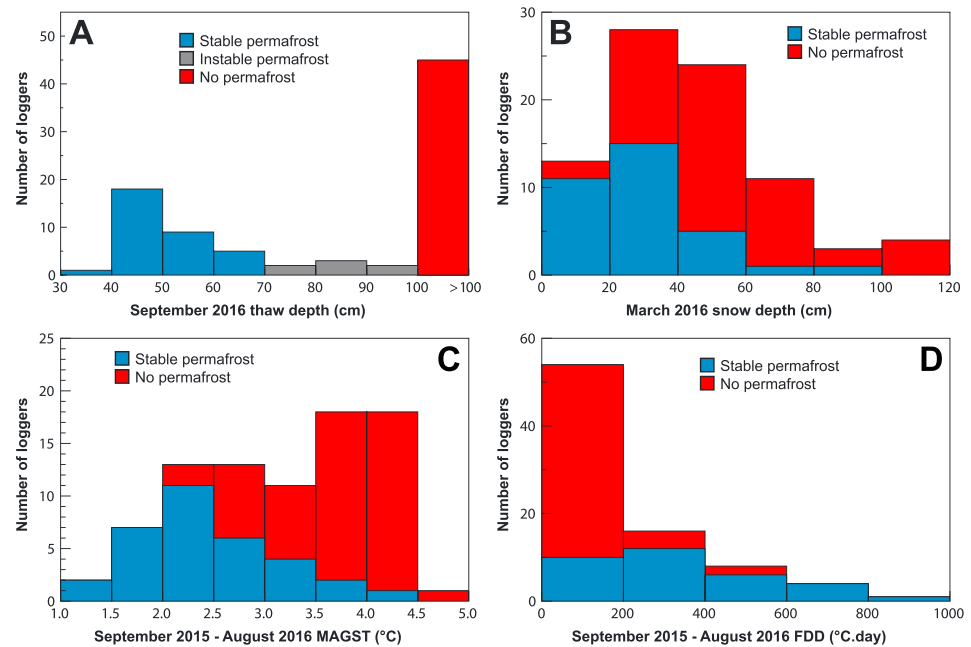 A
Stable permafrost
Instable permafrost
No permafrost
Number of loggers
50
40
30
20
10
0
30 40 50 60 70 80 90 100 >100
September 2016 thaw depth (cm)
B
Stable permafrost
No permafrost
Number of loggers
30
20
10
0
0 20 40 60 80 100 120
March 2016 snow depth (cm)
C
Stable permafrost
No permafrost
Number of loggers
25
20
15
10
5
0
1.0 1.5 2.0 2.5 3.0 3.5 4.0 4.5 5.0
September 2015 - August 2016 MAGST (°C)
D
Stable permafrost
No permafrost
Number of loggers
60
40
20
0
0 200 400 600 800 1000
September 2015 - August 2016 FDD (°C.day)